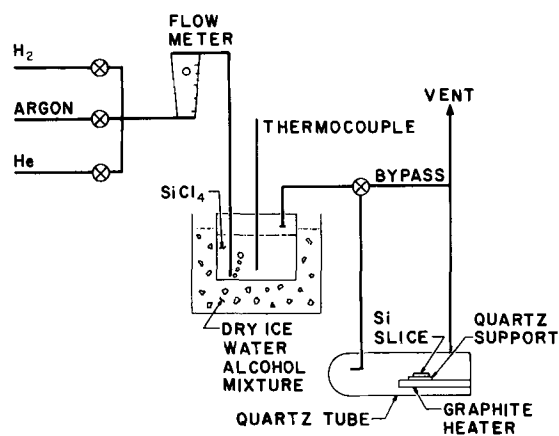 FLOW
METER
H2
ARGON
He
VENT
THERMOCOUPLE
BYPASS
SiCl4
DRY ICE
WATER
ALCOHOL
MIXTURE
Si
SLICE
QUARTZ
SUPPORT
QUARTZ TUBE
GRAPHITE
HEATER